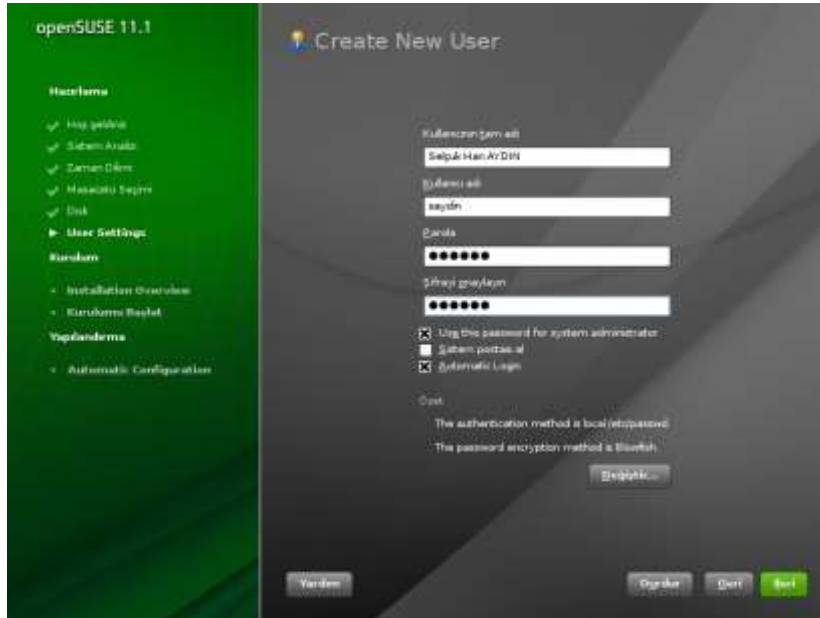 openSUSE 11.1
Create New User
Hazırlama
Hoş geldiniz
Sistem Analizi
Zaman Dilimi
Masaüstü Seçimi
Disk
User Settings
Kurulum
Installation Overview
Kurulumu Başlat
Yapılandırma
Automatic Configuration
Kullanıcının tam adı
Selçuk Han AYDIN
Kullanıcı adı
saydin
Parola
Şifreyi onaylayın
Use this password for system administrator
Sistem postası al
Automatic Login
Özet
The authentication method is local /etc/passwd.
The password encryption method is Blowfish.
Değiştir...
Yardım
Durdur
Geri
İleri